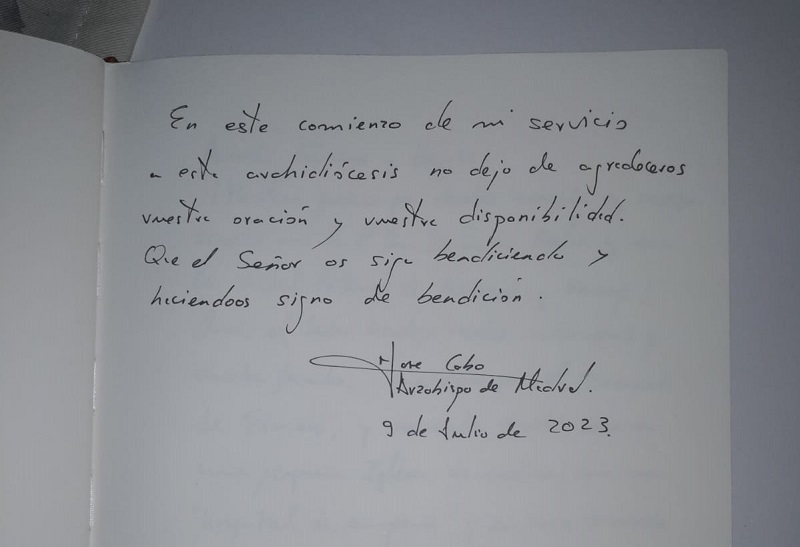 En este comienzo de mi servicio
a esta archidiócesis no dejo de agradeceros
vuestra oración y vuestra disponibilidad.
Que el Señor os siga bendiciendo y
haciendoos signo de bendición.
Jose Cobo
Arzobispo de Madrid.
9 de Julio de 2023.